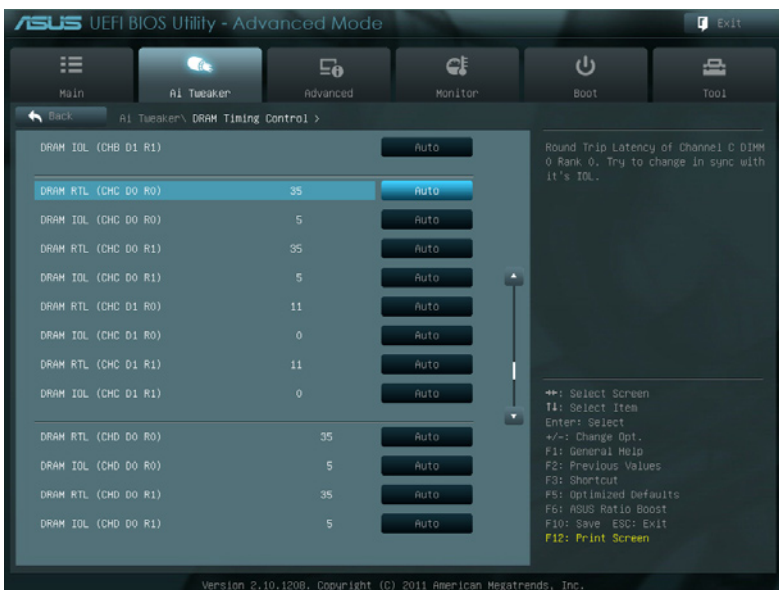 ASUS UEFI BIOS Utility - Advanced Mode
Exit
Main
Ai Tweaker
Advanced
Monitor
Boot
Tool
Back
Ai Tweaker\ DRAM Timing Control >
DRAM IOL (CHB D1 R1) Auto
DRAM RTL (CHC D0 R0) 35 Auto
DRAM IOL (CHC D0 R0) 5 Auto
DRAM RTL (CHC D0 R1) 35 Auto
DRAM IOL (CHC D0 R1) 5 Auto
DRAM RTL (CHC D1 R0) 11 Auto
DRAM IOL (CHC D1 R0) 0 Auto
DRAM RTL (CHC D1 R1) 11 Auto
DRAM IOL (CHC D1 R1) 0 Auto
DRAM RTL (CHD D0 R0) 35 Auto
DRAM IOL (CHD D0 R0) 5 Auto
DRAM RTL (CHD D0 R1) 35 Auto
DRAM IOL (CHD D0 R1) 5 Auto
Round Trip Latency of Channel C DIMM
0 Rank 0. Try to change in sync with
it's IOL.
→←: Select Screen
↑↓: Select Item
Enter: Select
+/-: Change Opt.
F1: General Help
F2: Previous Values
F3: Shortcut
F5: Optimized Defaults
F6: ASUS Ratio Boost
F10: Save ESC: Exit
F12: Print Screen
Version 2.10.1208. Copyright (C) 2011 American Megatrends, Inc.